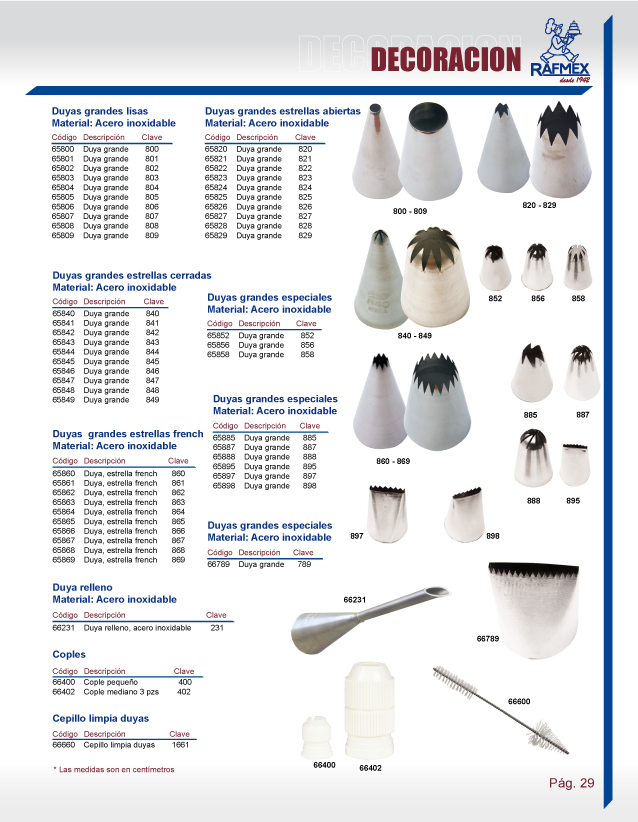 DECORACION
DECORACION
RAFMEX
desde 1942
Duyas grandes lisas
Material: Acero inoxidable
Código Descripción Clave
65800 Duya grande 800
65801 Duya grande 801
65802 Duya grande 802
65803 Duya grande 803
65804 Duya grande 804
65805 Duya grande 805
65806 Duya grande 806
65807 Duya grande 807
65808 Duya grande 808
65809 Duya grande 809
Duyas grandes estrellas abiertas
Material: Acero inoxidable
Código Descripción Clave
65820 Duya grande 820
65821 Duya grande 821
65822 Duya grande 822
65823 Duya grande 823
65824 Duya grande 824
65825 Duya grande 825
65826 Duya grande 826
65827 Duya grande 827
65828 Duya grande 828
65829 Duya grande 829
800 - 809
820 - 829
Duyas grandes estrellas cerradas
Material: Acero inoxidable
Código Descripción Clave
65840 Duya grande 840
65841 Duya grande 841
65842 Duya grande 842
65843 Duya grande 843
65844 Duya grande 844
65845 Duya grande 845
65846 Duya grande 846
65847 Duya grande 847
65848 Duya grande 848
65849 Duya grande 849
Duyas grandes especiales
Material: Acero inoxidable
Código Descripción Clave
65852 Duya grande 852
65856 Duya grande 856
65858 Duya grande 858
840 - 849
852
856
858
Duyas grandes especiales
Material: Acero inoxidable
Código Descripción Clave
65885 Duya grande 885
65887 Duya grande 887
65888 Duya grande 888
65895 Duya grande 895
65897 Duya grande 897
65898 Duya grande 898
885
887
860 - 869
888
895
Duyas grandes estrellas french
Material: Acero inoxidable
Código Descripción Clave
65860 Duya, estrella french 860
65861 Duya, estrella french 861
65862 Duya, estrella french 862
65863 Duya, estrella french 863
65864 Duya, estrella french 864
65865 Duya, estrella french 865
65866 Duya, estrella french 866
65867 Duya, estrella french 867
65868 Duya, estrella french 868
65869 Duya, estrella french 869
Duyas grandes especiales
Material: Acero inoxidable
Código Descripción Clave
66789 Duya grande 789
897
898
Duya relleno
Material: Acero inoxidable
Código Descripción Clave
66231 Duya relleno, acero inoxidable 231
66231
66789
Coples
Código Descripción Clave
66400 Cople pequeño 400
66402 Cople mediano 3 pzs 402
66600
Cepillo limpia duyas
Código Descripción Clave
66660 Cepillo limpia duyas 1661
66400
66402
* Las medidas son en centímetros
Pág. 29